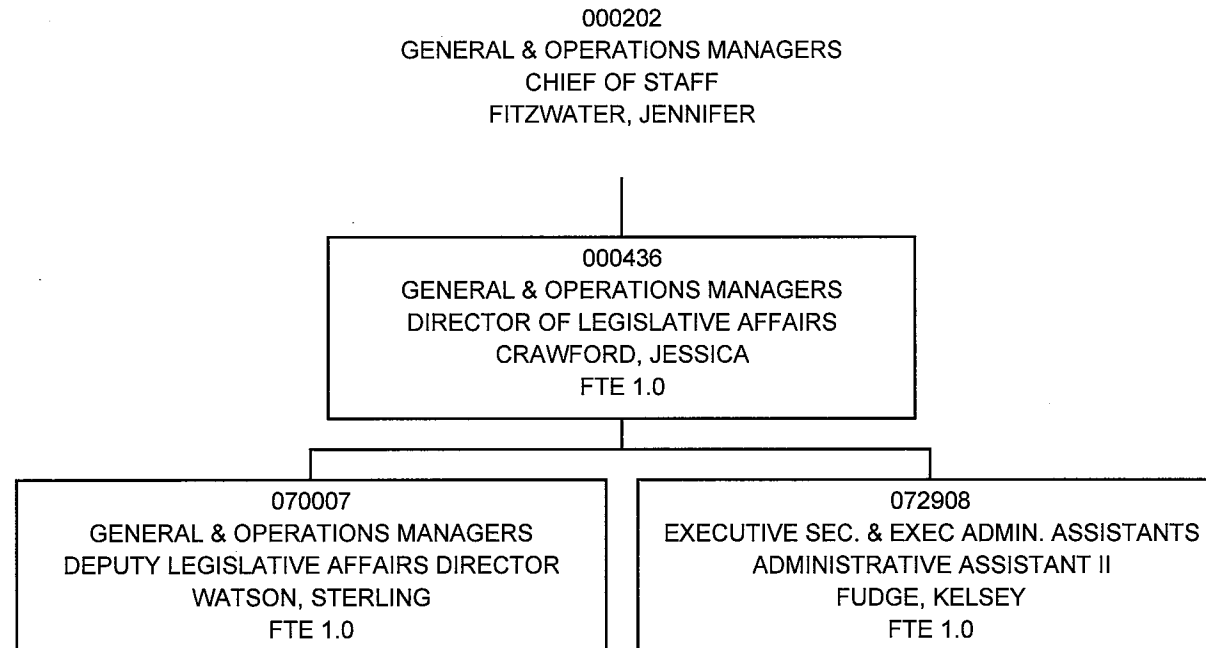 000202
GENERAL & OPERATIONS MANAGERS
CHIEF OF STAFF
FITZWATER, JENNIFER
000436
GENERAL & OPERATIONS MANAGERS
DIRECTOR OF LEGISLATIVE AFFAIRS
CRAWFORD, JESSICA
FTE 1.0
070007
GENERAL & OPERATIONS MANAGERS
DEPUTY LEGISLATIVE AFFAIRS DIRECTOR
WATSON, STERLING
FTE 1.0
072908
EXECUTIVE SEC. & EXEC ADMIN. ASSISTANTS
ADMINISTRATIVE ASSISTANT II
FUDGE, KELSEY
FTE 1.0